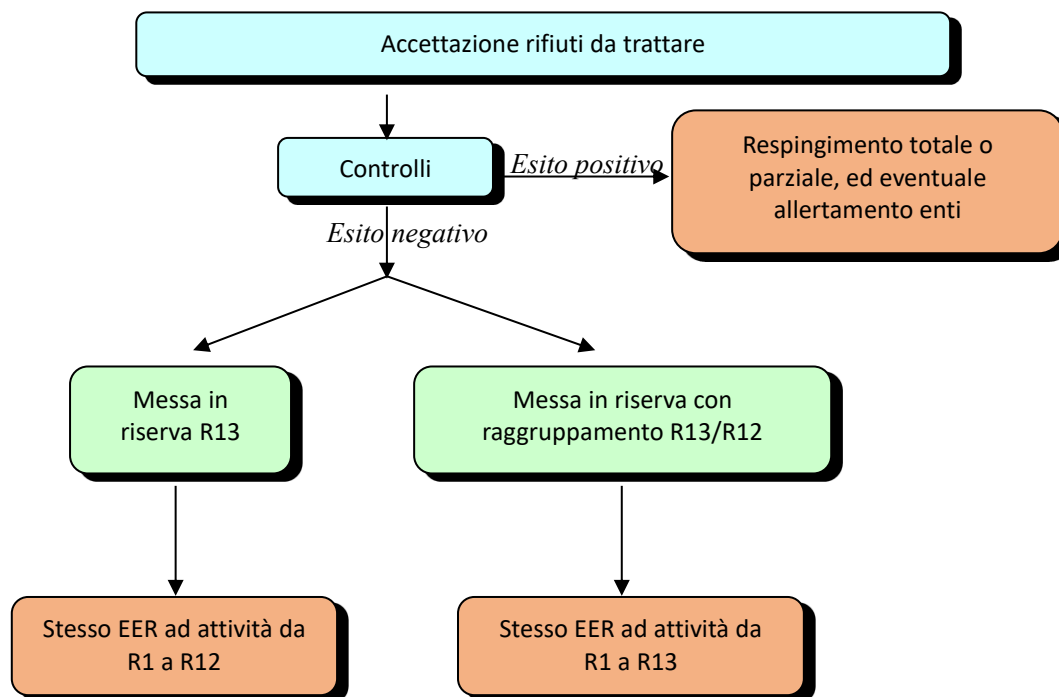 Accettazione rifiuti da trattare
Controlli
Esito positivo
Respingimento totale o
parziale, ed eventuale
allertamento enti
Esito negativo
Messa in
riserva R13
Messa in riserva con
raggruppamento R13/R12
Stesso EER ad attività da
R1 a R12
Stesso EER ad attività da
R1 a R13